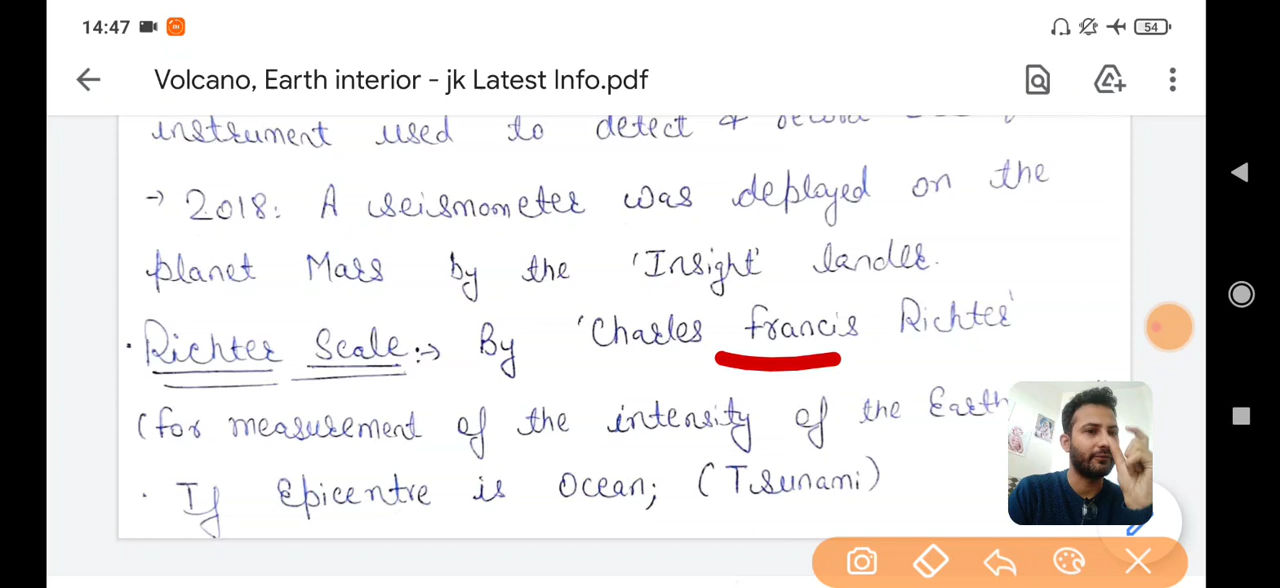 14:47
54
Volcano, Earth interior - jk Latest Info.pdf
instrument used to detect &
→ 2018: A seismometer was deployed on the
planet Mars by the 'Insight' lander.
· Richter Scale :→ By 'Charles Francis Richter'
(for measurement of the intensity of the Earth
· If Epicentre is Ocean; (Tsunami)